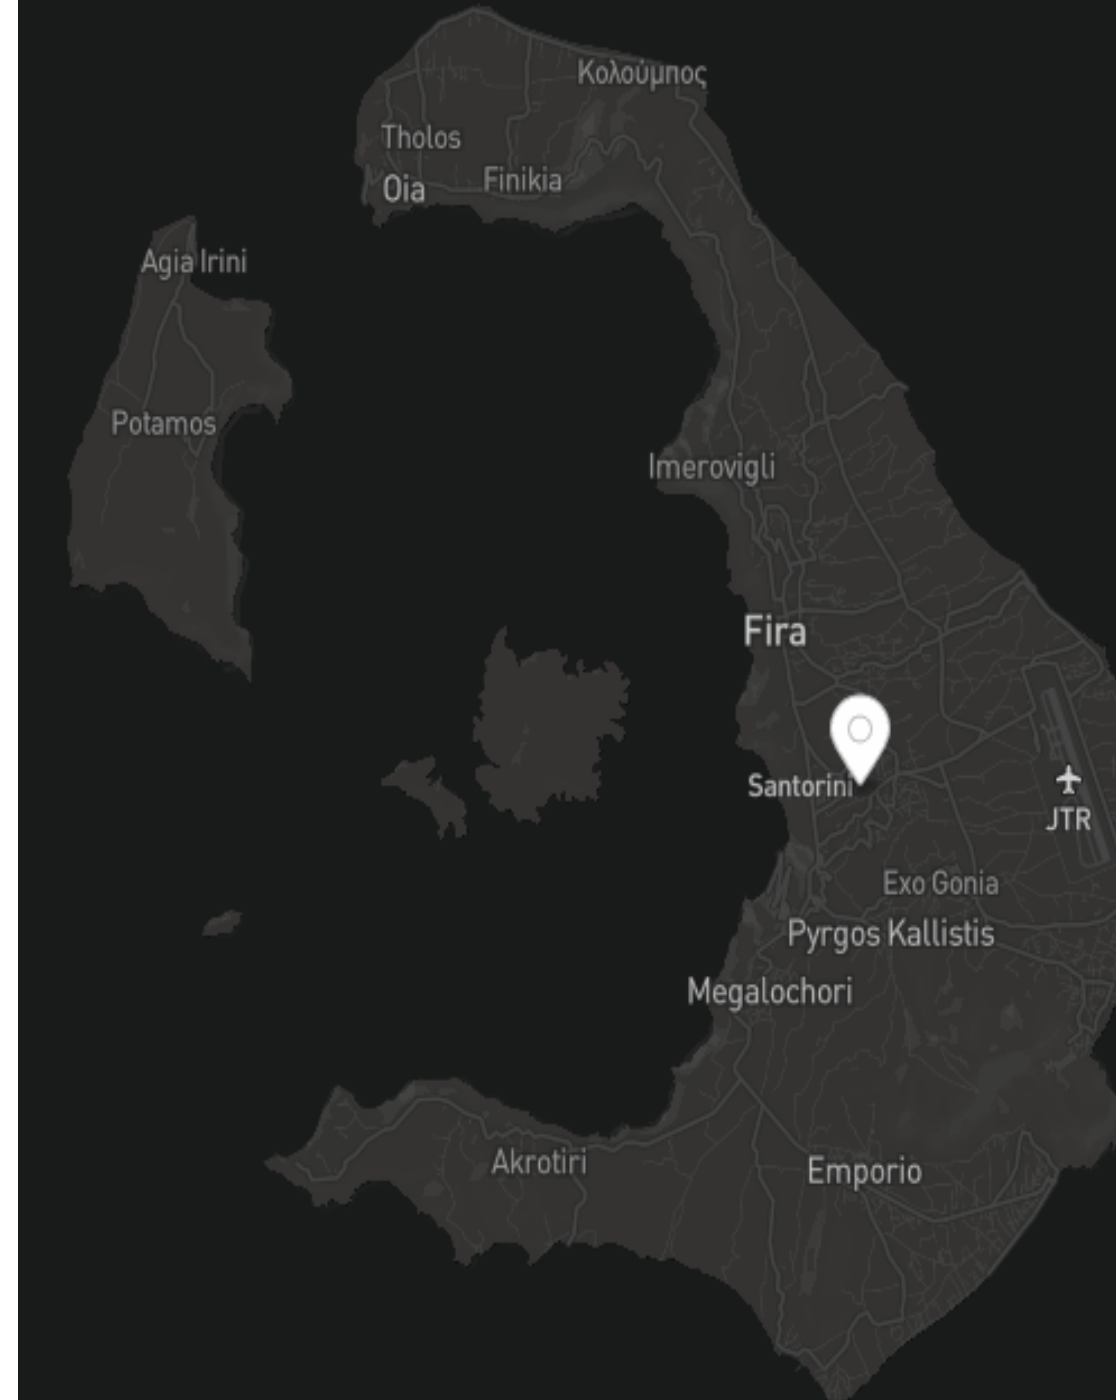 Κολούμπος
Tholos
Finikia
Oia
Agia Irini
Potamos
Imerovigli
Fira
Santorini
JTR
Exo Gonia
Pyrgos Kallistis
Megalochori
Akrotiri
Emporio